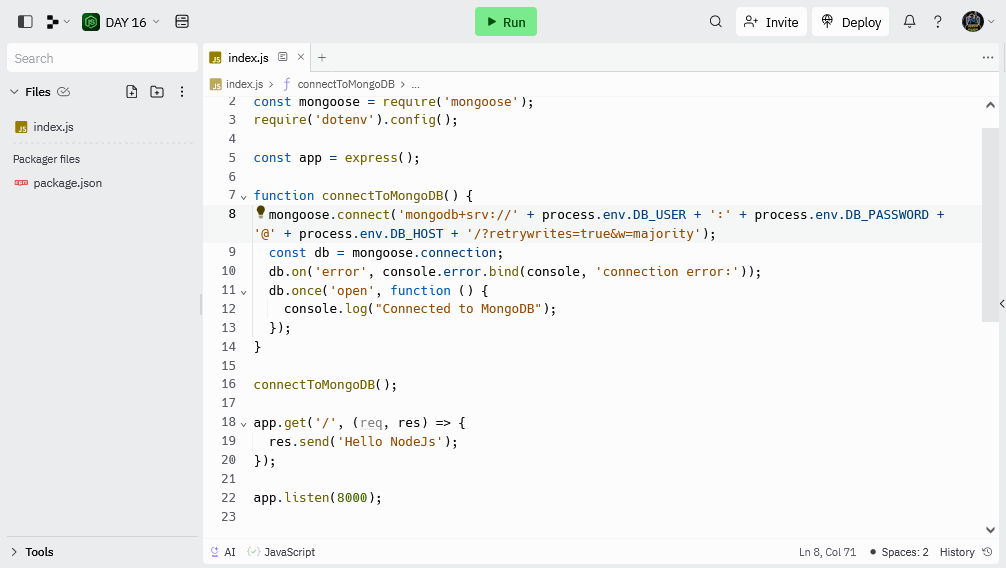 DAY 16
Run
Invite
Deploy
Search
Files
index.js
Packager files
package.json
Tools
index.js
index.js > connectToMongoDB > ...
2 const mongoose = require('mongoose');
3 require('dotenv').config();
4
5 const app = express();
6
7 function connectToMongoDB() {
8 mongoose.connect('mongodb+srv://' + process.env.DB_USER + ':' + process.env.DB_PASSWORD +
'@' + process.env.DB_HOST + '/?retrywrites=true&w=majority');
9 const db = mongoose.connection;
10 db.on('error', console.error.bind(console, 'connection error:'));
11 db.once('open', function () {
12 console.log("Connected to MongoDB");
13 });
14 }
15
16 connectToMongoDB();
17
18 app.get('/', (req, res) => {
19 res.send('Hello NodeJs');
20 });
21
22 app.listen(8000);
23
AI JavaScript Ln 8, Col 71 Spaces: 2 History